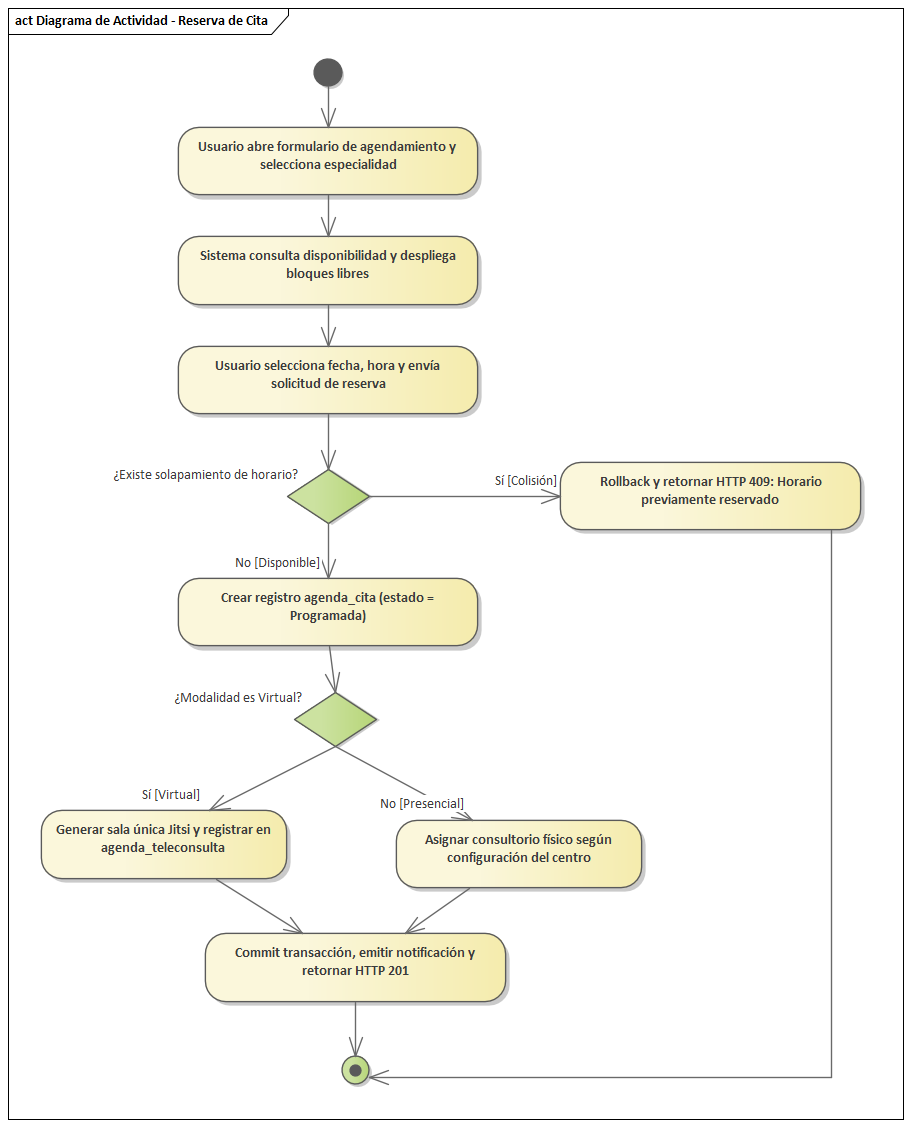 act Diagrama de Actividad - Reserva de Cita
Usuario abre formulario de agendamiento y
selecciona especialidad
Sistema consulta disponibilidad y despliega
bloques libres
Usuario selecciona fecha, hora y envía
solicitud de reserva
¿Existe solapamiento de horario?
Sí [Colisión]
Rollback y retornar HTTP 409: Horario
previamente reservado
No [Disponible]
Crear registro agenda_cita (estado =
Programada)
¿Modalidad es Virtual?
Sí [Virtual]
No [Presencial]
Generar sala única Jitsi y registrar en
agenda_teleconsulta
Asignar consultorio físico según
configuración del centro
Commit transacción, emitir notificación y
retornar HTTP 201